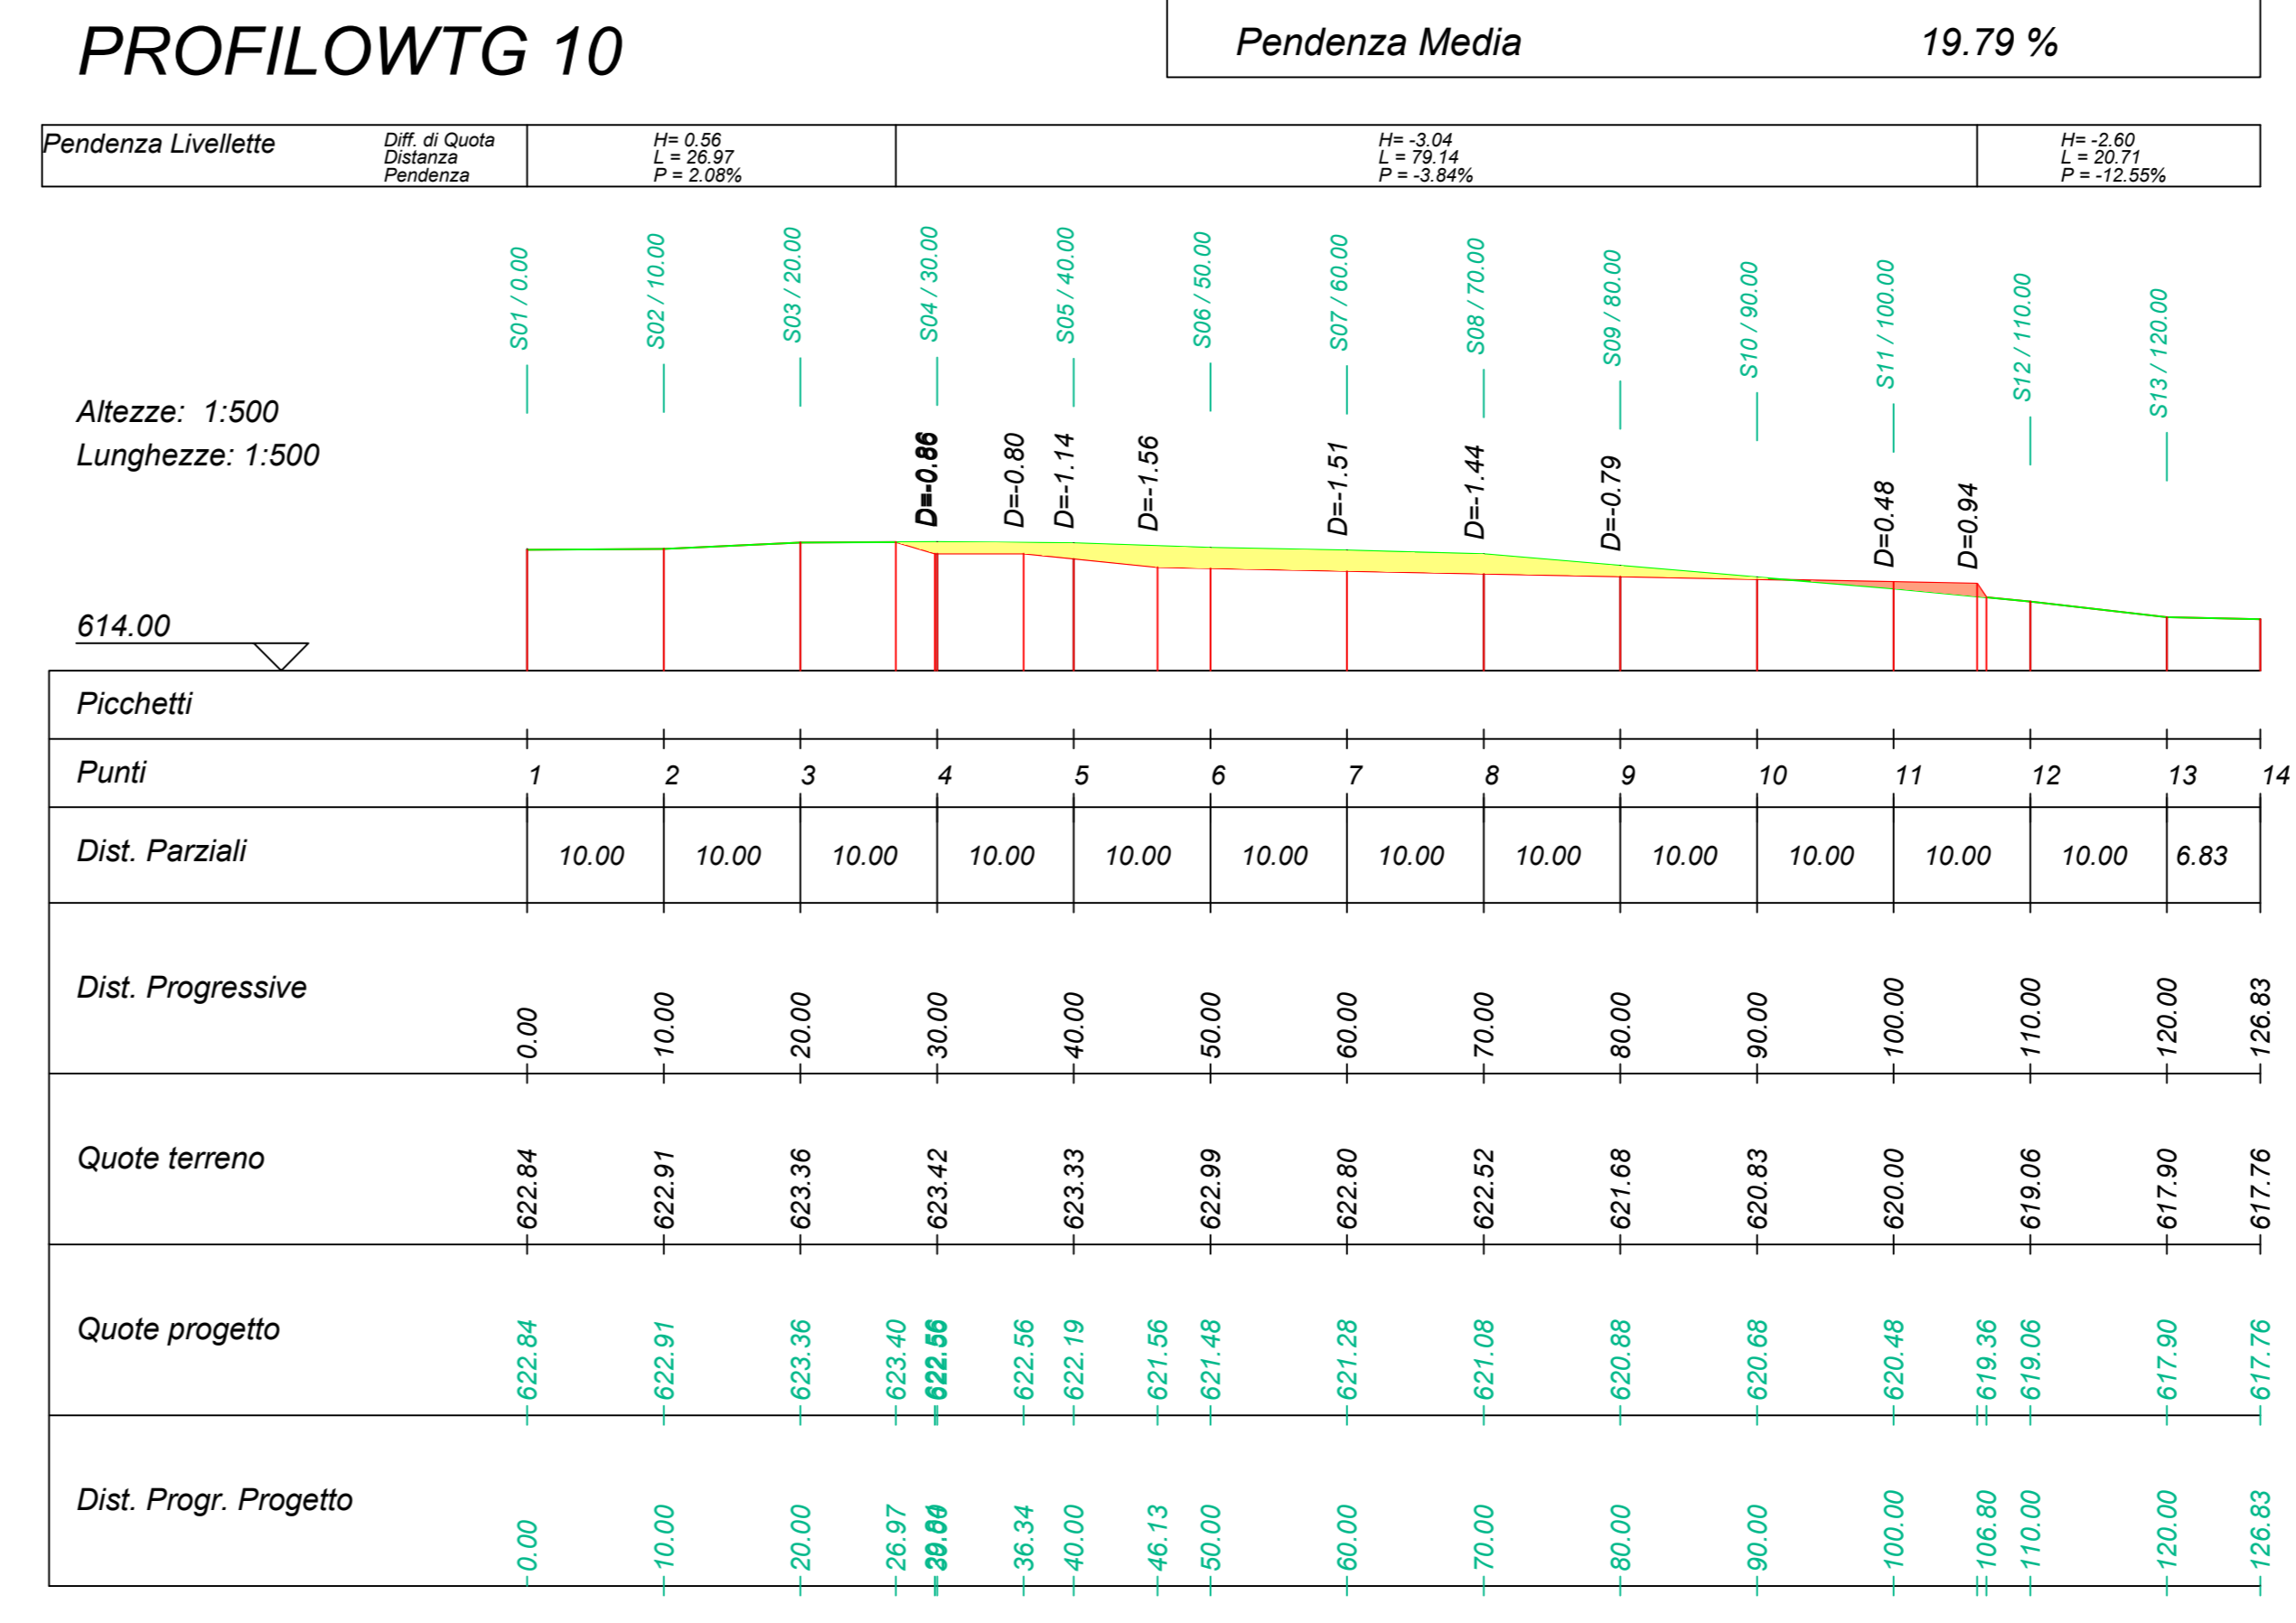 PROFILOWTG 10
Pendenza Media 19.79 %
Pendenza Livellette
Diff. di Quota
Distanza
Pendenza
H= 0.56
L = 26.97
P = 2.08%
H= -3.04
L = 79.14
P = -3.84%
H= -2.60
L = 20.71
P = -12.55%
S01 / 0.00
S02 / 10.00
S03 / 20.00
S04 / 30.00
S05 / 40.00
S06 / 50.00
S07 / 60.00
S08 / 70.00
S09 / 80.00
S10 / 90.00
S11 / 100.00
S12 / 110.00
S13 / 120.00
Altezze: 1:500
Lunghezze: 1:500
D=-0.86
D=-0.80
D=-1.14
D=-1.56
D=-1.51
D=-1.44
D=-0.79
D=0.48
D=0.94
614.00
Picchetti
Punti 1 2 3 4 5 6 7 8 9 10 11 12 13 14
Dist. Parziali 10.00 10.00 10.00 10.00 10.00 10.00 10.00 10.00 10.00 10.00 10.00 10.00 6.83
Dist. Progressive 0.00 10.00 20.00 30.00 40.00 50.00 60.00 70.00 80.00 90.00 100.00 110.00 120.00 126.83
Quote terreno 622.84 622.91 623.36 623.42 623.33 622.99 622.80 622.52 621.68 620.83 620.00 619.06 617.90 617.76
Quote progetto 622.84 622.91 623.36 623.40 622.56 622.56 622.19 621.56 621.48 621.28 621.08 620.88 620.68 620.48 619.36 619.06 617.90 617.76
Dist. Progr. Progetto 0.00 10.00 20.00 26.97 36.34 40.00 46.13 50.00 60.00 70.00 80.00 90.00 100.00 106.80 110.00 120.00 126.83